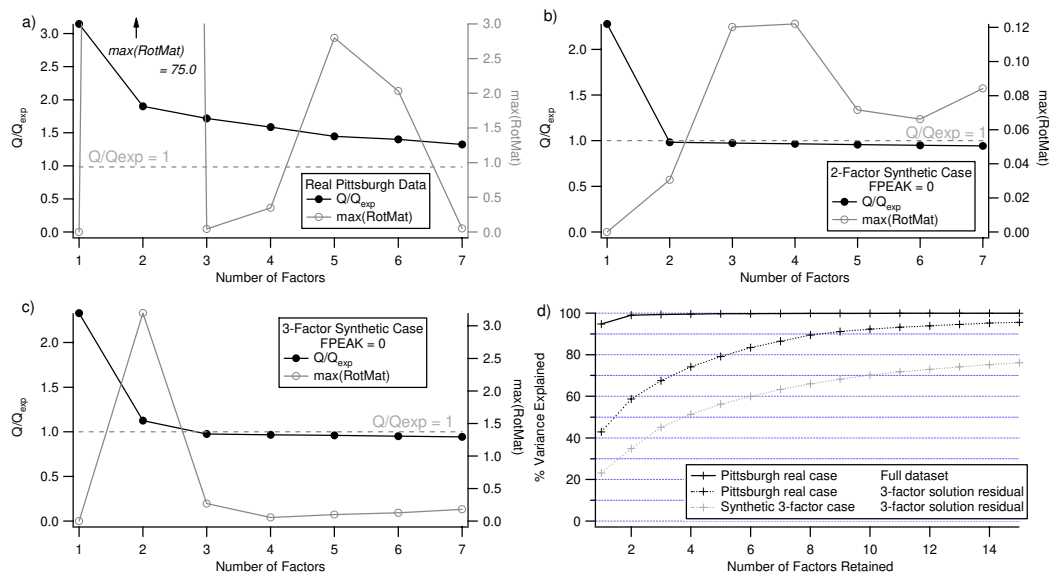 a)
max(RotMat)
= 75.0
Q/Qexp = 1
Real Pittsburgh Data
Q/Qexp
max(RotMat)
Q/Qexp
3.0
2.5
2.0
1.5
1.0
0.5
0.0
max(RotMat)
3.0
2.5
2.0
1.5
1.0
0.5
0.0
1 2 3 4 5 6 7
Number of Factors
b)
Q/Qexp = 1
2-Factor Synthetic Case
FPEAK = 0
Q/Qexp
max(RotMat)
Q/Qexp
2.0
1.5
1.0
0.5
0.0
max(RotMat)
0.12
0.10
0.08
0.06
0.04
0.02
0.00
1 2 3 4 5 6 7
Number of Factors
c)
3-Factor Synthetic Case
FPEAK = 0
Q/Qexp
max(RotMat)
Q/Qexp = 1
Q/Qexp
2.0
1.5
1.0
0.5
0.0
max(RotMat)
3.0
2.5
2.0
1.5
1.0
0.5
0.0
1 2 3 4 5 6 7
Number of Factors
d)
% Variance Explained
100
80
60
40
20
0
Pittsburgh real case Full dataset
Pittsburgh real case 3-factor solution residual
Synthetic 3-factor case 3-factor solution residual
2 4 6 8 10 12 14
Number of Factors Retained